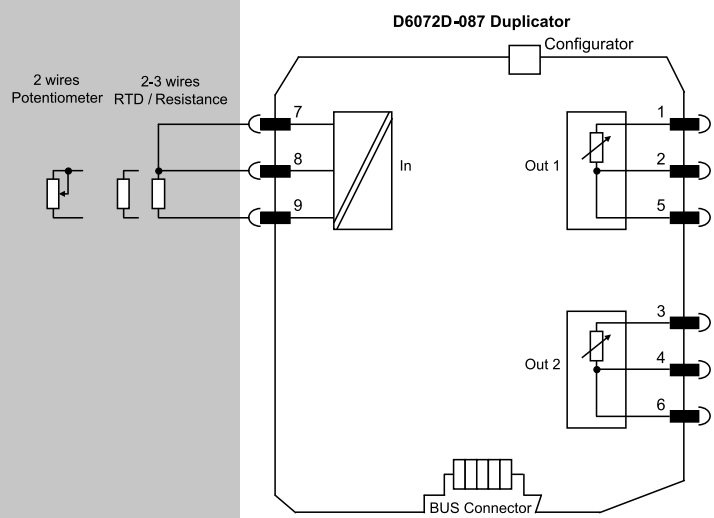 D6072D-087 Duplicator
Configurator
2 wires
Potentiometer
2-3 wires
RTD / Resistance
7
8
9
In
Out 1
1
2
5
Out 2
3
4
6
BUS Connector